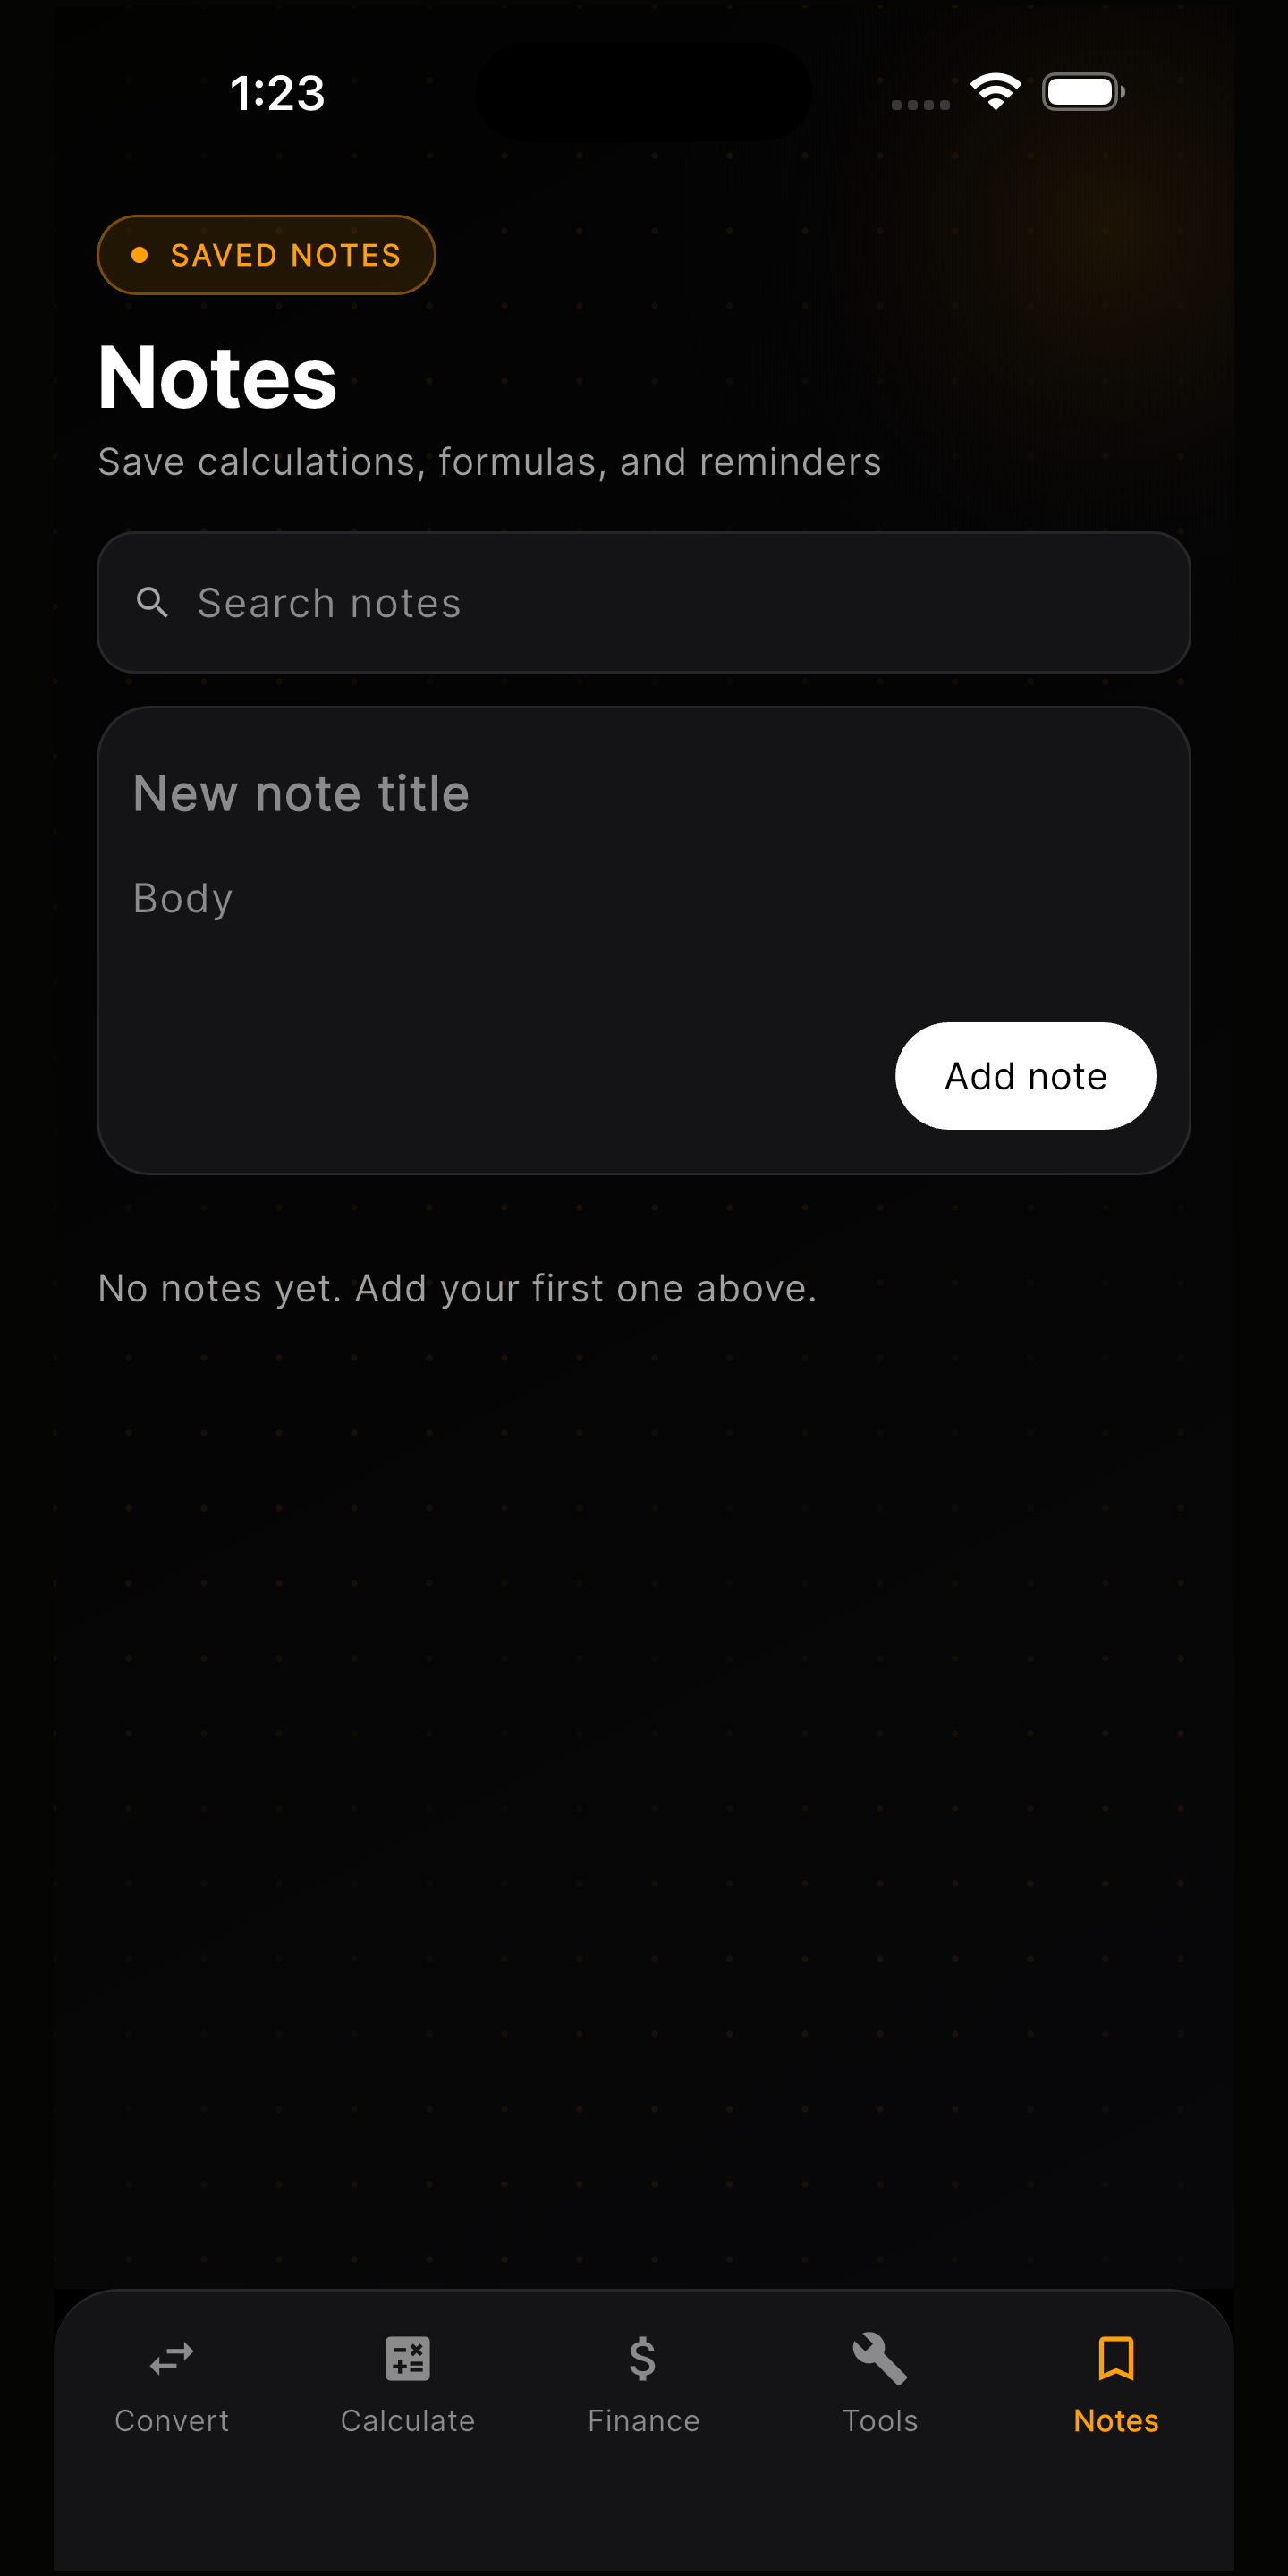 1:23
SAVED NOTES
Notes
Save calculations, formulas, and reminders
Search notes
New note title
Body
Add note
No notes yet. Add your first one above.
Convert
Calculate
Finance
Tools
Notes